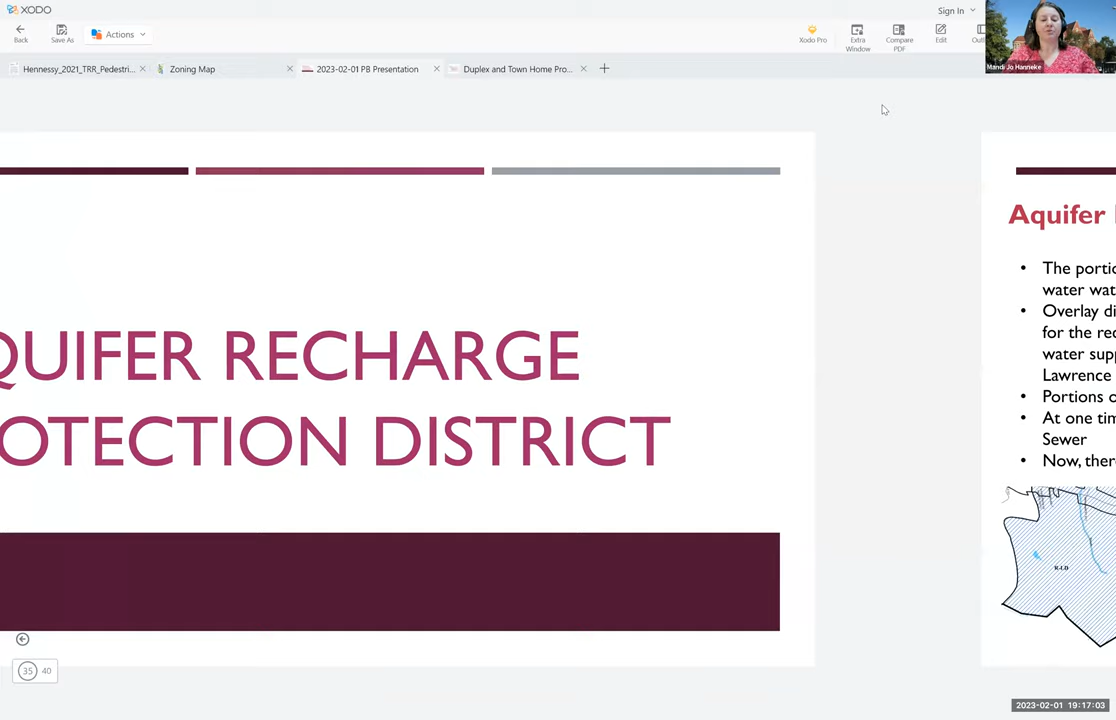 XODO
Sign In
Back
Save As
Actions
Xodo Pro
Extra Window
Compare PDF
Edit
Mandi Jo Hanneke
Hennessy_2021_TRR_Pedestri...
Zoning Map
2023-02-01 PB Presentation
Duplex and Town Home Pro...
QUIFER RECHARGE
OTECTION DISTRICT
Aquifer
The portic
water wat
Overlay di
for the rec
water supp
Lawrence
Portions o
At one tim
Sewer
Now, ther
R-LD
35 40
2023-02-01 19:17:03